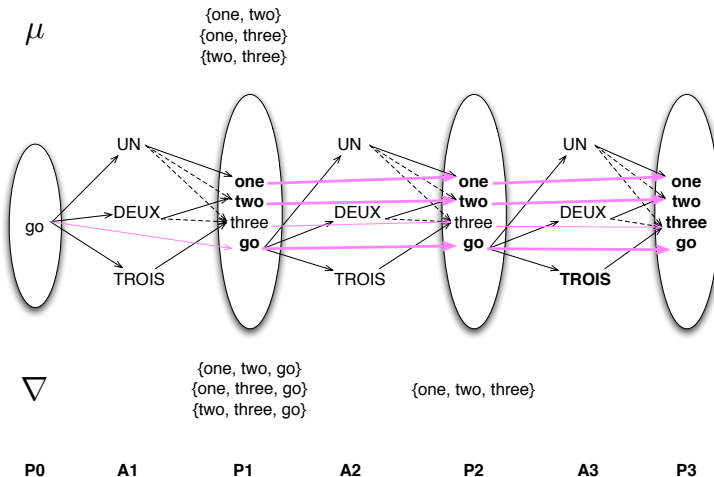 μ
{one, two}
{one, three}
{two, three}
UN UN UN
one one one
two two two
go DEUX three DEUX three DEUX three
go go go
TROIS TROIS TROIS
∇
{one, two, go}
{one, three, go} {one, two, three}
{two, three, go}
P0 A1 P1 A2 P2 A3 P3